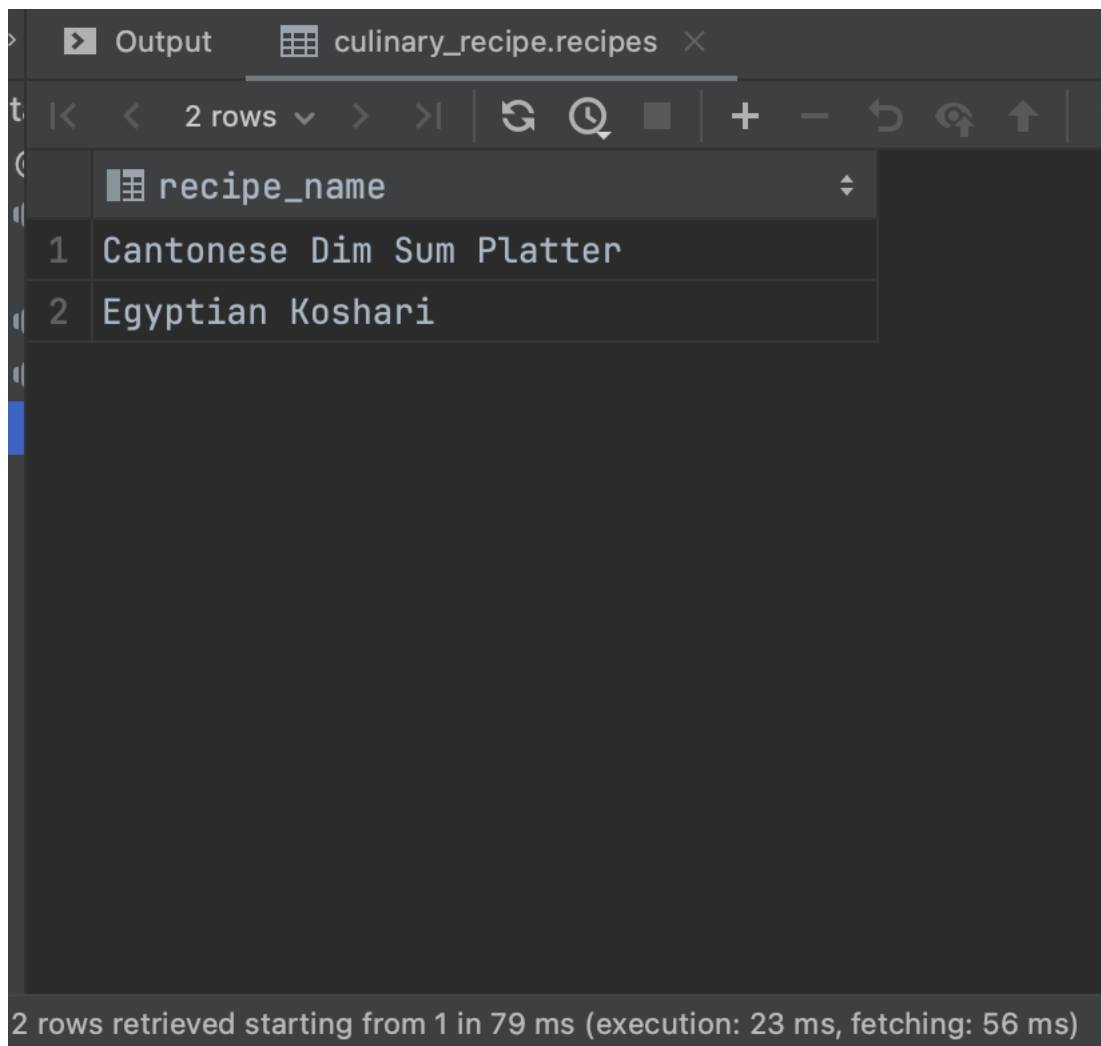 Output culinary_recipe.recipes
2 rows
recipe_name
1 Cantonese Dim Sum Platter
2 Egyptian Koshari
2 rows retrieved starting from 1 in 79 ms (execution: 23 ms, fetching: 56 ms)